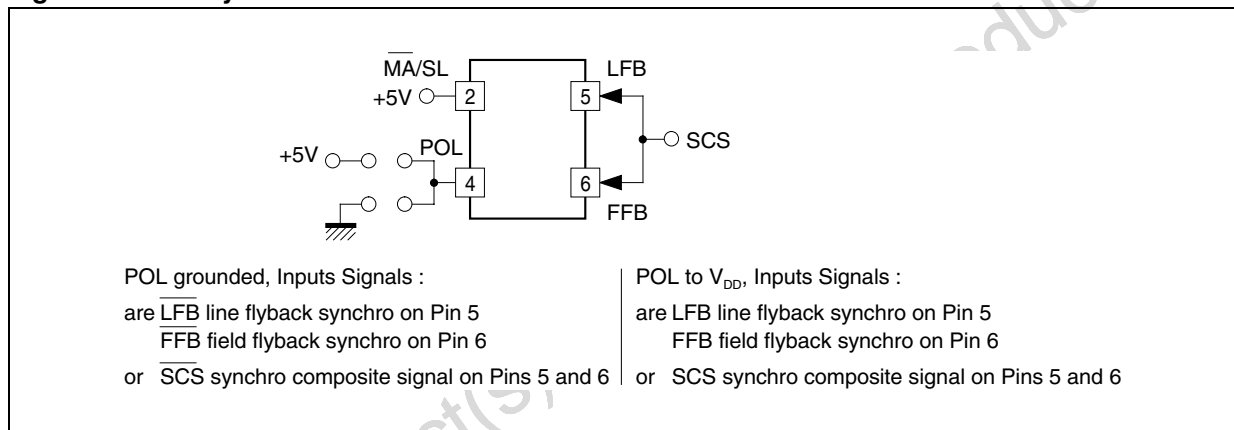 MA/SL
LFB
+5V
2
5
SCS
+5V
POL
4
6
FFB
POL grounded, Inputs Signals :
are LFB line flyback synchro on Pin 5
FFB field flyback synchro on Pin 6
or SCS synchro composite signal on Pins 5 and 6
POL to VDD, Inputs Signals :
are LFB line flyback synchro on Pin 5
FFB field flyback synchro on Pin 6
or SCS synchro composite signal on Pins 5 and 6